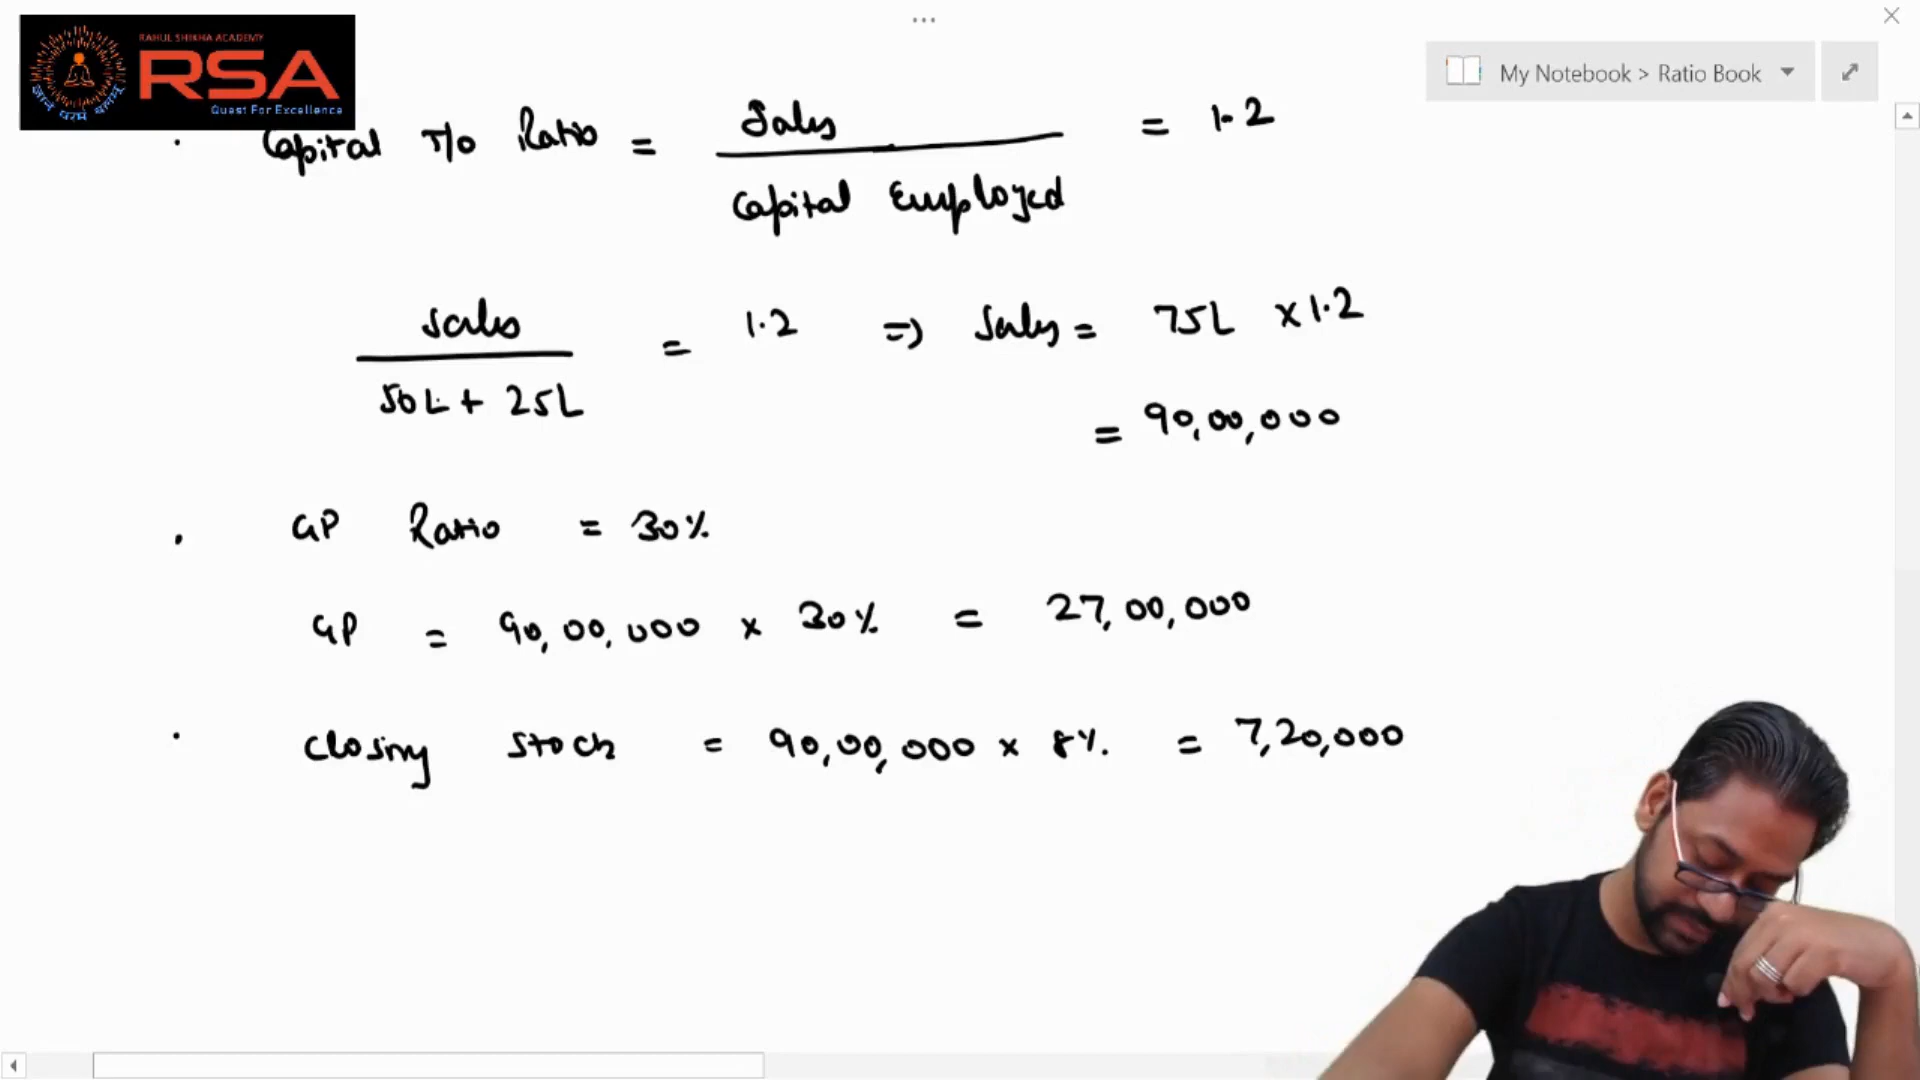 ...
RAHUL SHIKHA ACADEMY
RSA
Quest For Excellence
ज्ञानं परमं बलम्
My Notebook > Ratio Book
. Capital T/o Ratio = Sales = 1.2
Capital Employed
Sales = 1.2 => Sales = 75L x 1.2
50L + 25L
= 90,00,000
. GP Ratio = 30%
GP = 90,00,000 x 30% = 27,00,000
. Closing Stock = 90,00,000 x 8% = 7,20,000